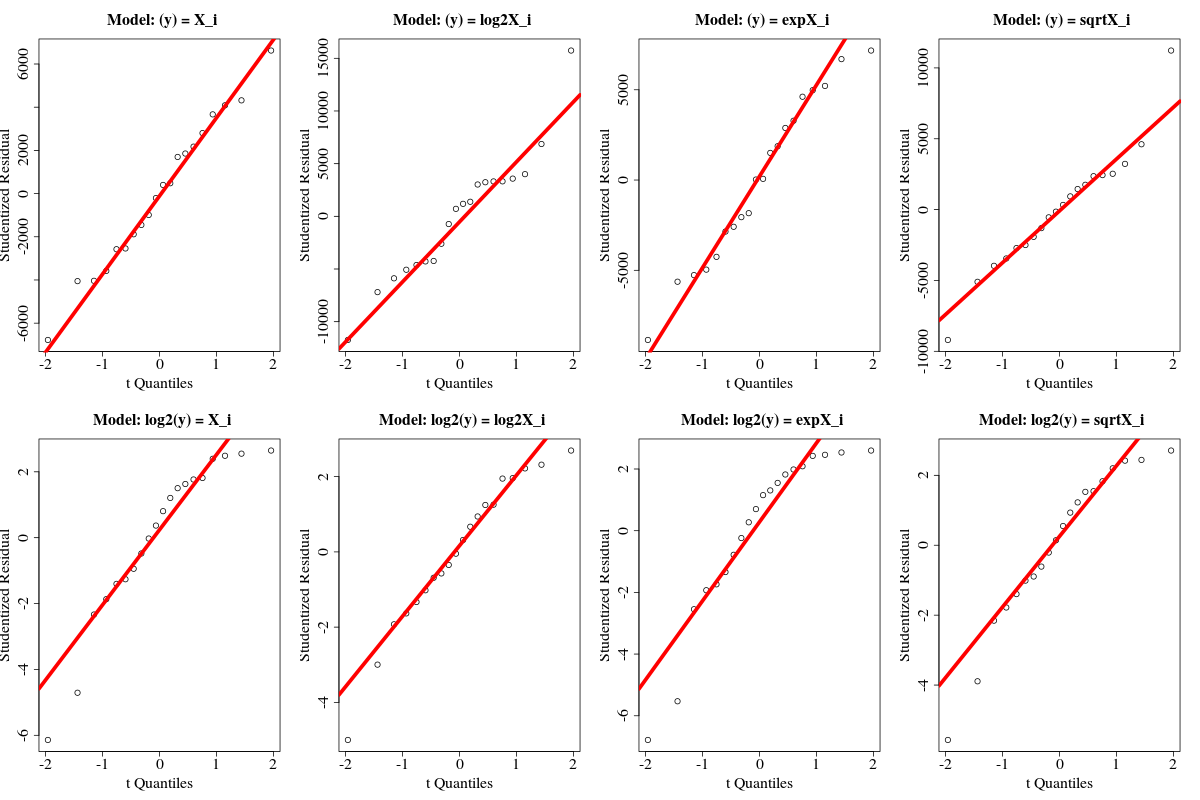 Model: (y) = X_i
Studentized Residual
6000
2000
0
-2000
-6000
-2 -1 0 1 2
t Quantiles
Model: (y) = log2X_i
Studentized Residual
15000
10000
5000
0
-10000
-2 -1 0 1 2
t Quantiles
Model: (y) = expX_i
Studentized Residual
5000
0
-5000
-2 -1 0 1 2
t Quantiles
Model: (y) = sqrtX_i
Studentized Residual
10000
5000
0
-5000
-10000
-2 -1 0 1 2
t Quantiles
Model: log2(y) = X_i
Studentized Residual
2
0
-2
-4
-6
-2 -1 0 1 2
t Quantiles
Model: log2(y) = log2X_i
Studentized Residual
2
0
-2
-4
-2 -1 0 1 2
t Quantiles
Model: log2(y) = expX_i
Studentized Residual
2
0
-2
-4
-6
-2 -1 0 1 2
t Quantiles
Model: log2(y) = sqrtX_i
Studentized Residual
2
0
-2
-4
-2 -1 0 1 2
t Quantiles